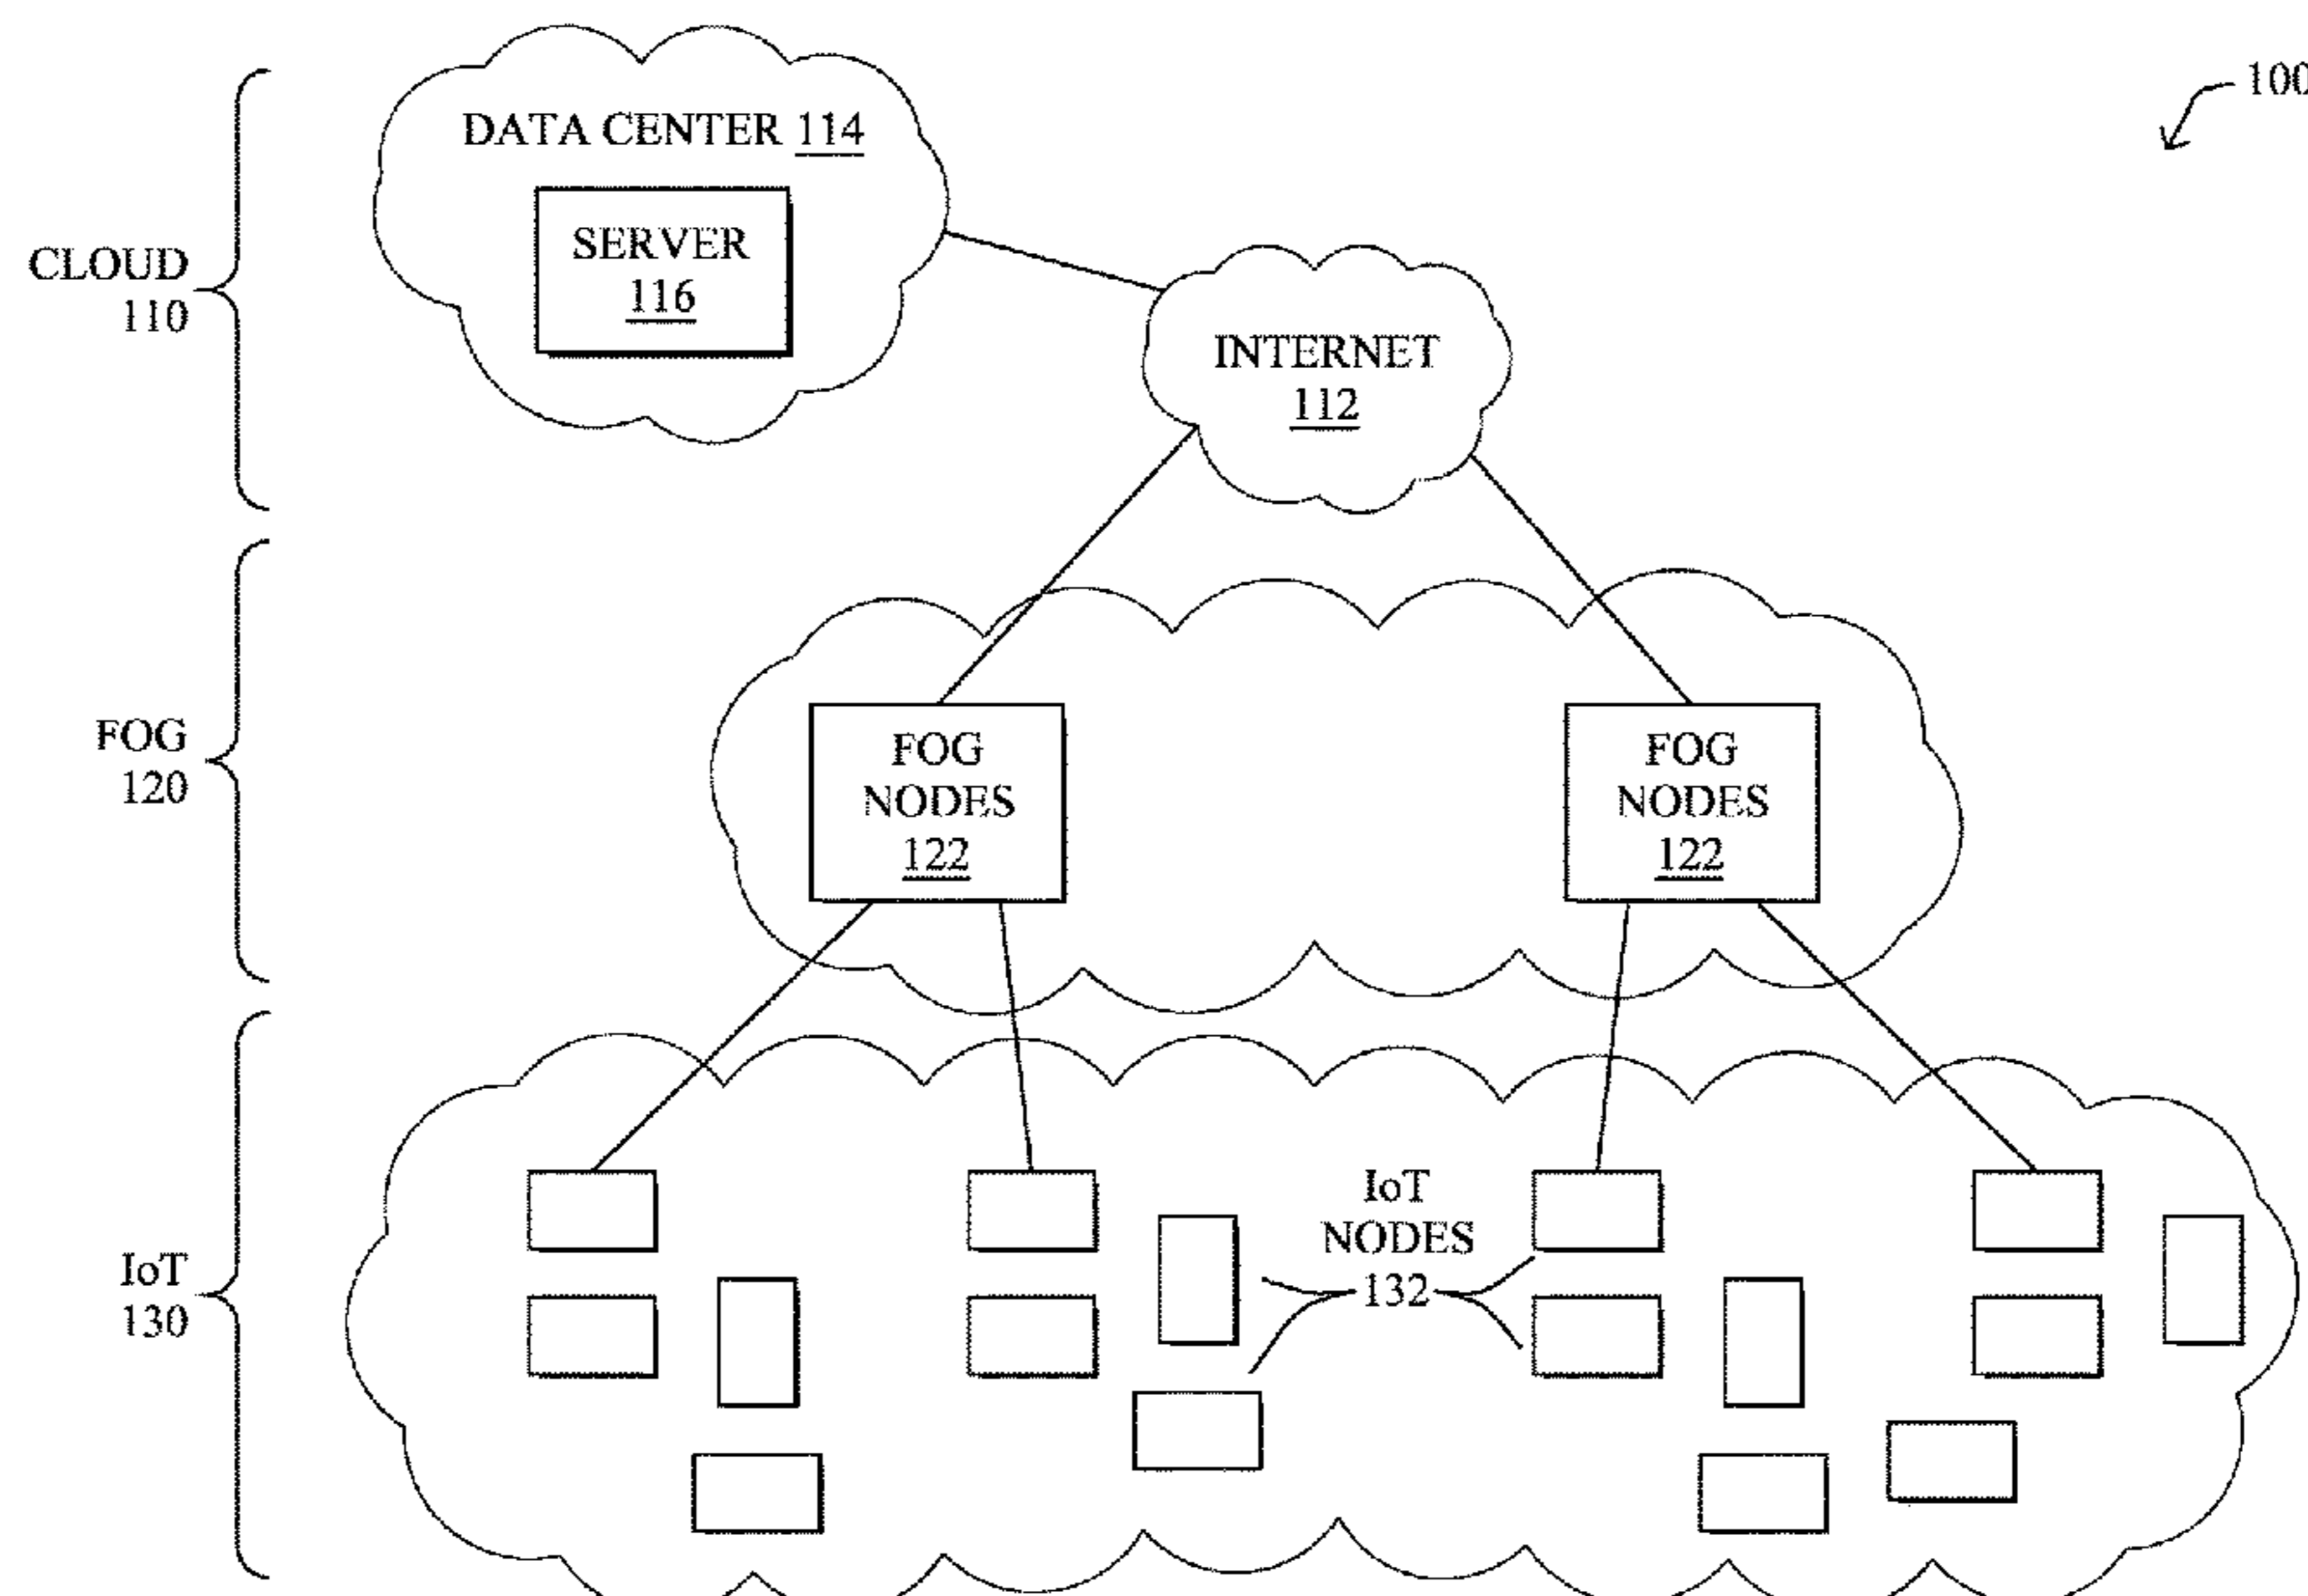 100
DATA CENTER 114
SERVER
116
CLOUD
110
INTERNET
112
FOG
120
FOG
NODES
122
FOG
NODES
122
IoT
130
IoT
NODES
132